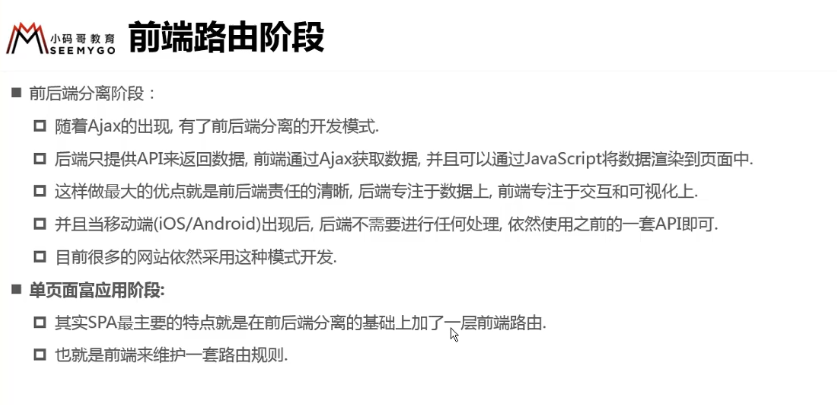 小码哥教育
SEEMYGO
前端路由阶段
前后端分离阶段：
随着Ajax的出现, 有了前后端分离的开发模式.
后端只提供API来返回数据, 前端通过Ajax获取数据, 并且可以通过JavaScript将数据渲染到页面中.
这样做最大的优点就是前后端责任的清晰, 后端专注于数据上, 前端专注于交互和可视化上.
并且当移动端(iOS/Android)出现后, 后端不需要进行任何处理, 依然使用之前的一套API即可.
目前很多的网站依然采用这种模式开发.
单页面富应用阶段:
其实SPA最主要的特点就是在前后端分离的基础上加了一层前端路由.
也就是前端来维护一套路由规则.